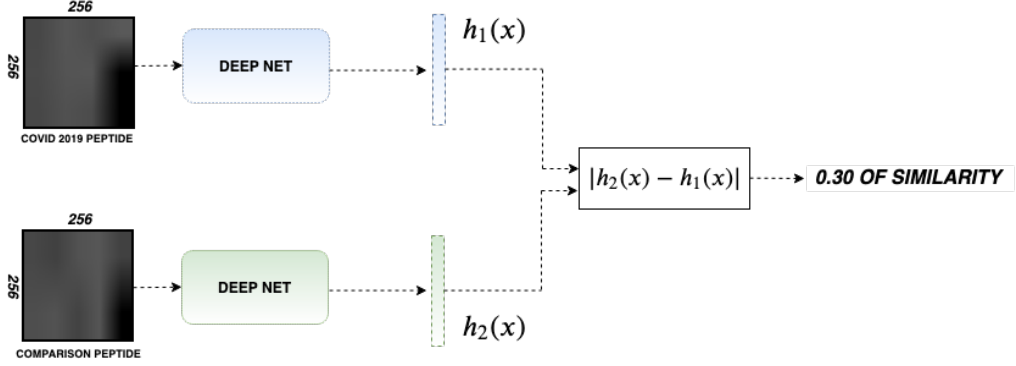 256
256
COVID 2019 PEPTIDE
DEEP NET
h₁(x)
|h₂(x) − h₁(x)|
0.30 OF SIMILARITY
256
256
COMPARISON PEPTIDE
DEEP NET
h₂(x)